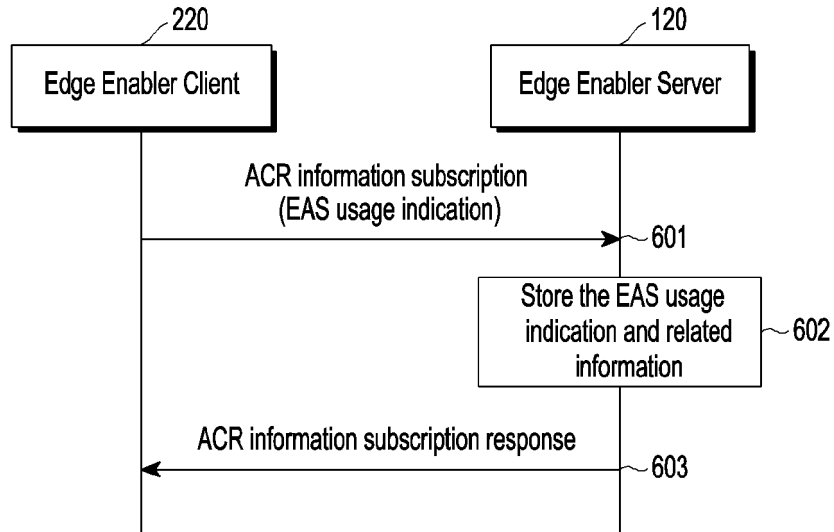 220
120
Edge Enabler Client
Edge Enabler Server
ACR information subscription
(EAS usage indication)
601
Store the EAS usage
indication and related
information
602
ACR information subscription response
603